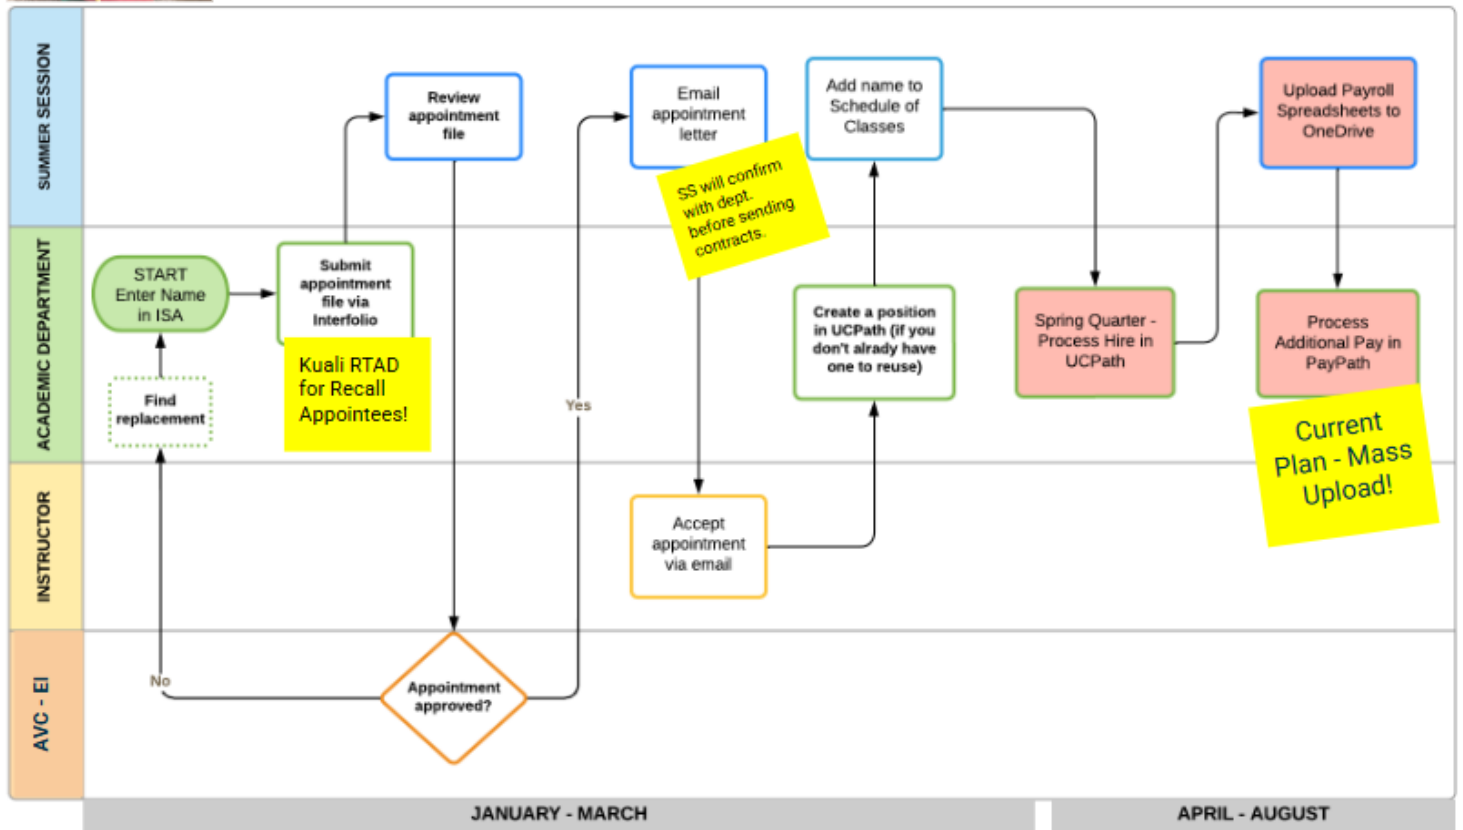 SUMMER SESSION
Review
appointment
file
Email
appointment
letter
Add name to
Schedule of
Classes
Upload Payroll
Spreadsheets to
OneDrive
SS will confirm
with dept.
before sending
contracts.
ACADEMIC DEPARTMENT
START
Enter Name
in ISA
Submit
appointment
file via
Interfolio
Kuali RTAD
for Recall
Appointees!
Find
replacement
Yes
Create a position
in UCPath (if you
don't alrady have
one to reuse)
Spring Quarter -
Process Hire in
UCPath
Process
Additional Pay in
PayPath
Current
Plan - Mass
Upload!
INSTRUCTOR
Accept
appointment
via email
AVC - EI
No
Appointment
approved?
JANUARY - MARCH
APRIL - AUGUST